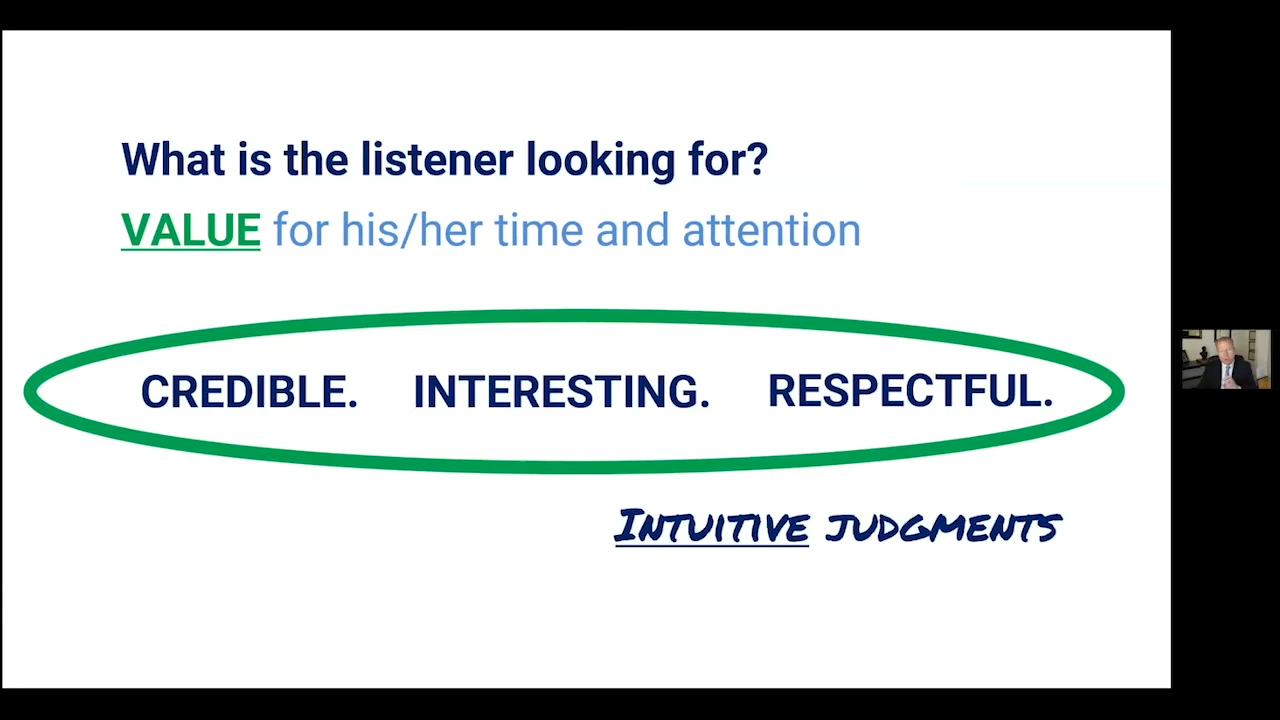 What is the listener looking for?
VALUE for his/her time and attention
CREDIBLE. INTERESTING. RESPECTFUL.
INTUITIVE JUDGMENTS